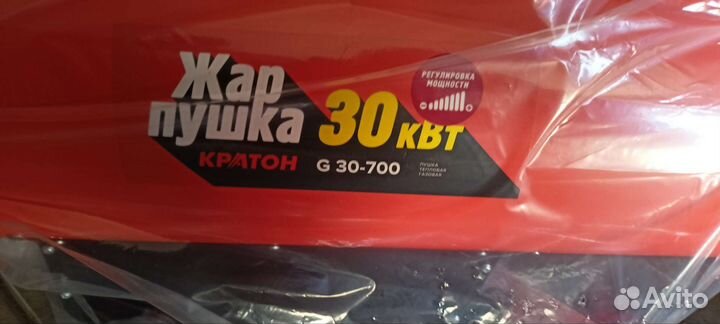 Жар
пушка
30 кВт
КРАТОН
G 30-700
ПУШКА
ТЕПЛОВАЯ
ГАЗОВАЯ
РЕГУЛИРОВКА
МОЩНОСТИ
Avito